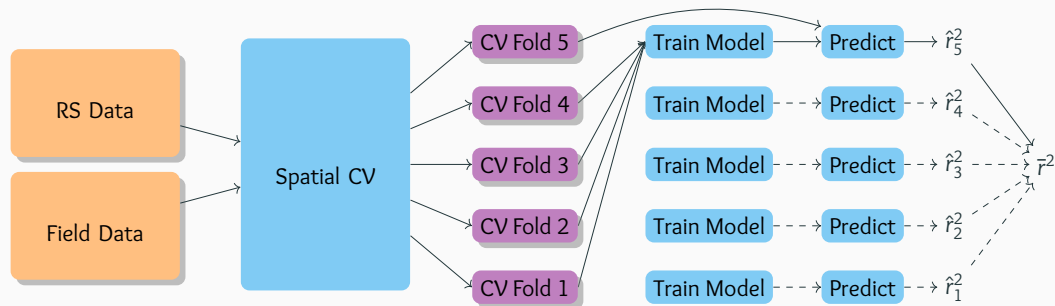 RS Data
Field Data
Spatial CV
CV Fold 5
CV Fold 4
CV Fold 3
CV Fold 2
CV Fold 1
Train Model
Predict
r̂²₅
Train Model
Predict
r̂²₄
Train Model
Predict
r̂²₃
Train Model
Predict
r̂²₂
Train Model
Predict
r̂²₁
r̄²